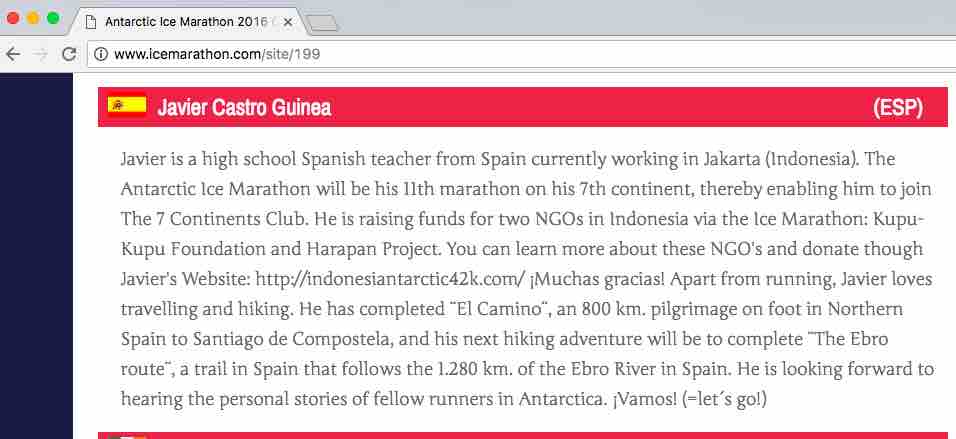 Antarctic Ice Marathon 2016
www.icemarathon.com/site/199
Javier Castro Guinea (ESP)
Javier is a high school Spanish teacher from Spain currently working in Jakarta (Indonesia). The
Antarctic Ice Marathon will be his 11th marathon on his 7th continent, thereby enabling him to join
The 7 Continents Club. He is raising funds for two NGOs in Indonesia via the Ice Marathon: Kupu-
Kupu Foundation and Harapan Project. You can learn more about these NGO's and donate though
Javier's Website: http://indonesiantarctic42k.com/ ¡Muchas gracias! Apart from running, Javier loves
travelling and hiking. He has completed ¨El Camino¨, an 800 km. pilgrimage on foot in Northern
Spain to Santiago de Compostela, and his next hiking adventure will be to complete ¨The Ebro
route¨, a trail in Spain that follows the 1.280 km. of the Ebro River in Spain. He is looking forward to
hearing the personal stories of fellow runners in Antarctica. ¡Vamos! (=let´s go!)